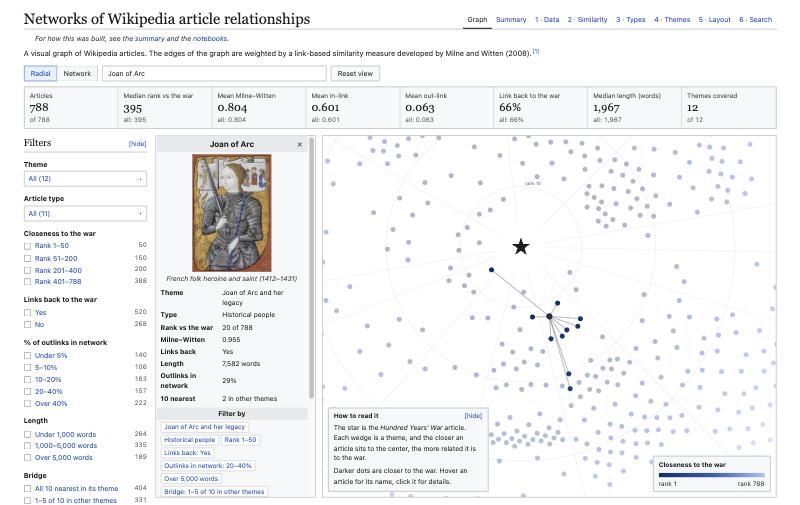 Networks of Wikipedia article relationships
Graph Summary 1 · Data 2 · Similarity 3 · Types 4 · Themes 5 · Layout 6 · Search
For how this was built, see the summary and the notebooks.
A visual graph of Wikipedia articles. The edges of the graph are weighted by a link-based similarity measure developed by Milne and Witten (2008).[1]
Radial Network Joan of Arc Reset view
Articles
788
of 788
Median rank vs the war
395
all: 395
Mean Milne–Witten
0.804
all: 0.804
Mean in-link
0.601
all: 0.601
Mean out-link
0.063
all: 0.063
Link back to the war
66%
all: 66%
Median length (words)
1,967
all: 1,967
Themes covered
12
of 12
Filters [hide]
Theme
All (12)
Article type
All (11)
Closeness to the war
Rank 1–50 50
Rank 51–200 150
Rank 201–400 200
Rank 401–788 388
Links back to the war
Yes 520
No 268
% of outlinks in network
Under 5% 140
5–10% 106
10–20% 163
20–40% 157
Over 40% 222
Length
Under 1,000 words 264
1,000–5,000 words 335
Over 5,000 words 189
Bridge
All 10 nearest in its theme 404
1–5 of 10 in other themes 331
Joan of Arc ×
French folk heroine and saint (1412–1431)
Theme Joan of Arc and her
legacy
Type Historical people
Rank vs the war 20 of 788
Milne–Witten 0.955
Links back Yes
Length 7,582 words
Outlinks in
network 29%
10 nearest 2 in other themes
Filter by
Joan of Arc and her legacy
Historical people Rank 1–50
Links back: Yes
Outlinks in network: 20–40%
Over 5,000 words
Bridge: 1–5 of 10 in other themes
rank 10
How to read it [hide]
The star is the Hundred Years' War article.
Each wedge is a theme, and the closer an
article sits to the center, the more related it is
to the war.
Darker dots are closer to the war. Hover an
article for its name, click it for details.
Closeness to the war
rank 1 rank 788